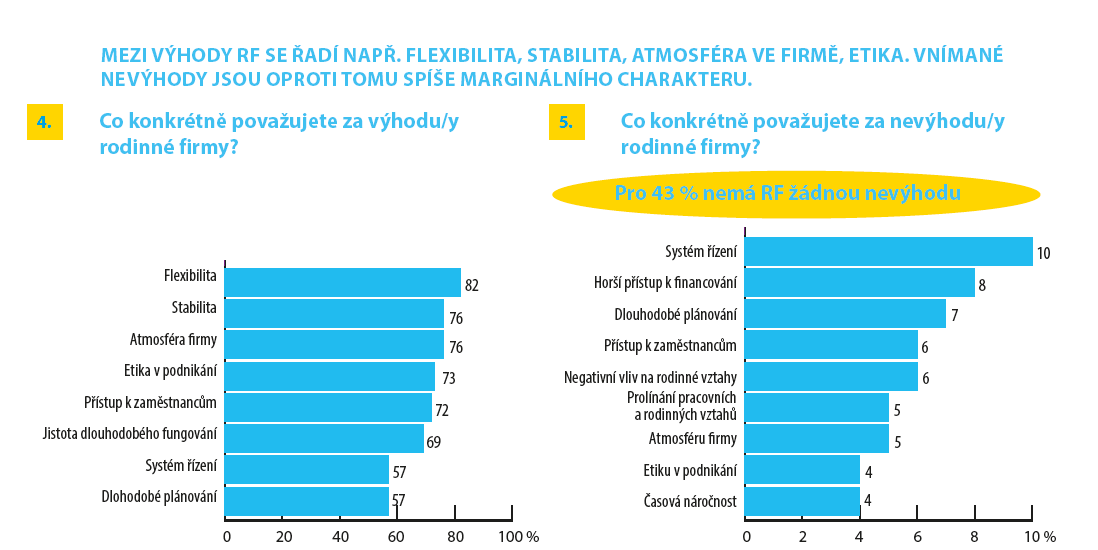 MEZI VÝHODY RF SE ŘADÍ NAPŘ. FLEXIBILITA, STABILITA, ATMOSFÉRA VE FIRMĚ, ETIKA. VNÍMANÉ
NEVÝHODY JSOU OPROTI TOMU SPÍŠE MARGINÁLNÍHO CHARAKTERU.
4.
Co konkrétně považujete za výhodu/y
rodinné firmy?
Flexibilita 82
Stabilita 76
Atmosféra firmy 76
Etika v podnikání 73
Přístup k zaměstnancům 72
Jistota dlouhodobého fungování 69
Systém řízení 57
Dlohodobé plánování 57
0 20 40 60 80 100 %
5.
Co konkrétně považujete za nevýhodu/y
rodinné firmy?
Pro 43 % nemá RF žádnou nevýhodu
Systém řízení 10
Horší přístup k financování 8
Dlouhodobé plánování 7
Přístup k zaměstnancům 6
Negativní vliv na rodinné vztahy 6
Prolínání pracovních
a rodinných vztahů 5
Atmosféru firmy 5
Etiku v podnikání 4
Časová náročnost 4
0 2 4 6 8 10 %